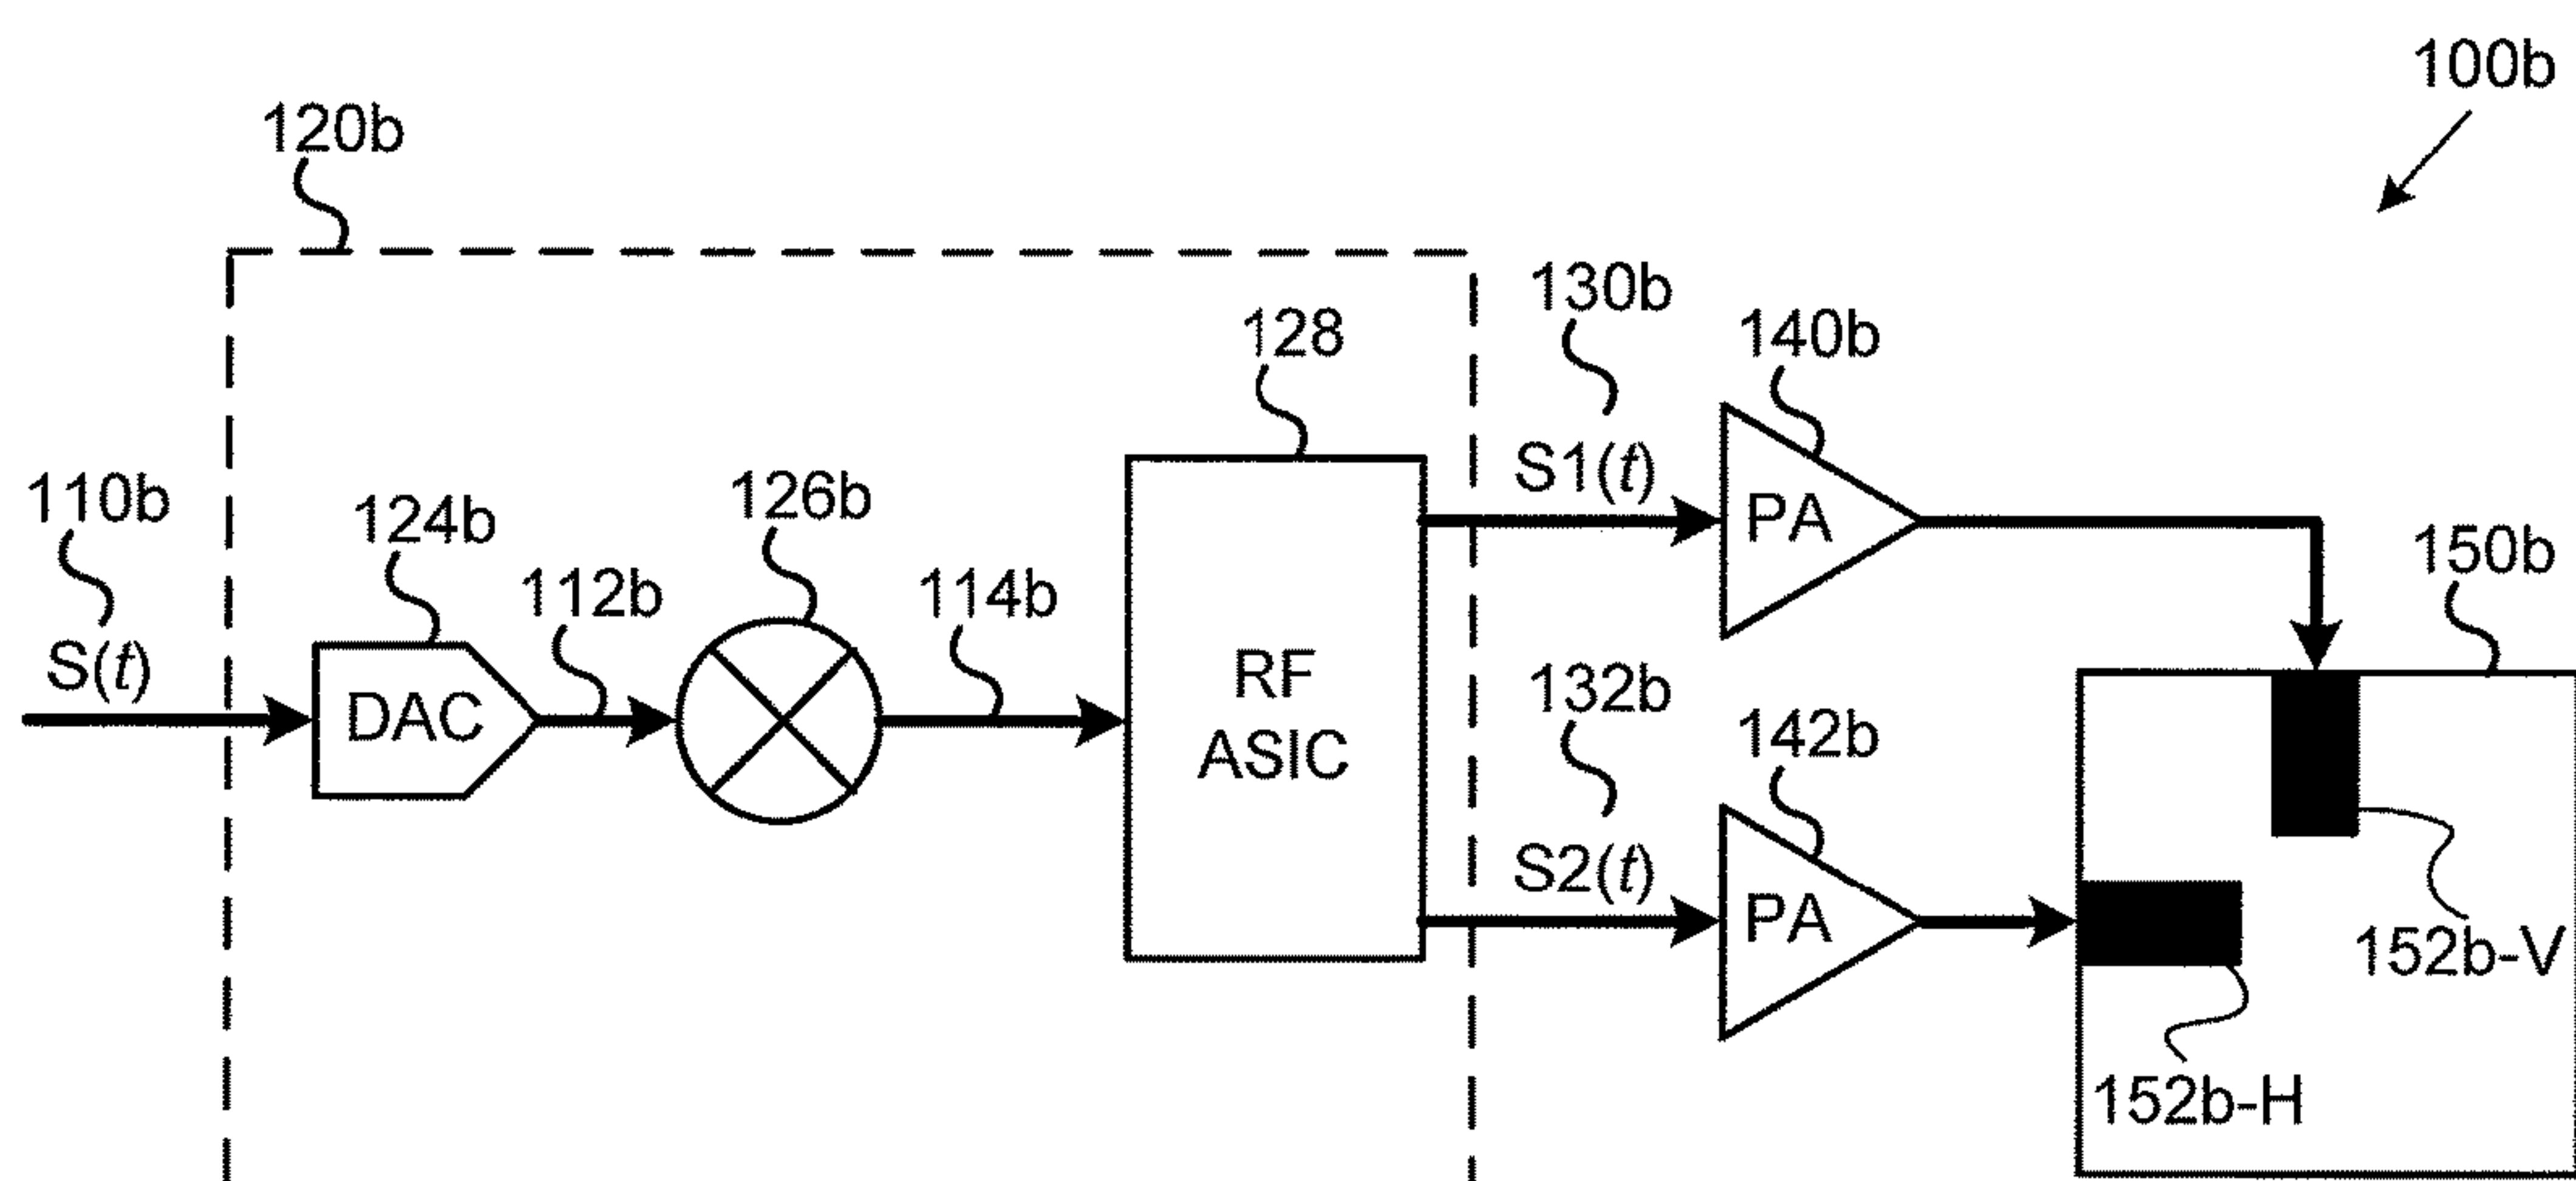 100b
120b
130b
128
140b
110b
124b
126b
S1(t)
PA
150b
112b
114b
S(t)
DAC
RF
ASIC
132b
142b
S2(t)
PA
152b-V
152b-H